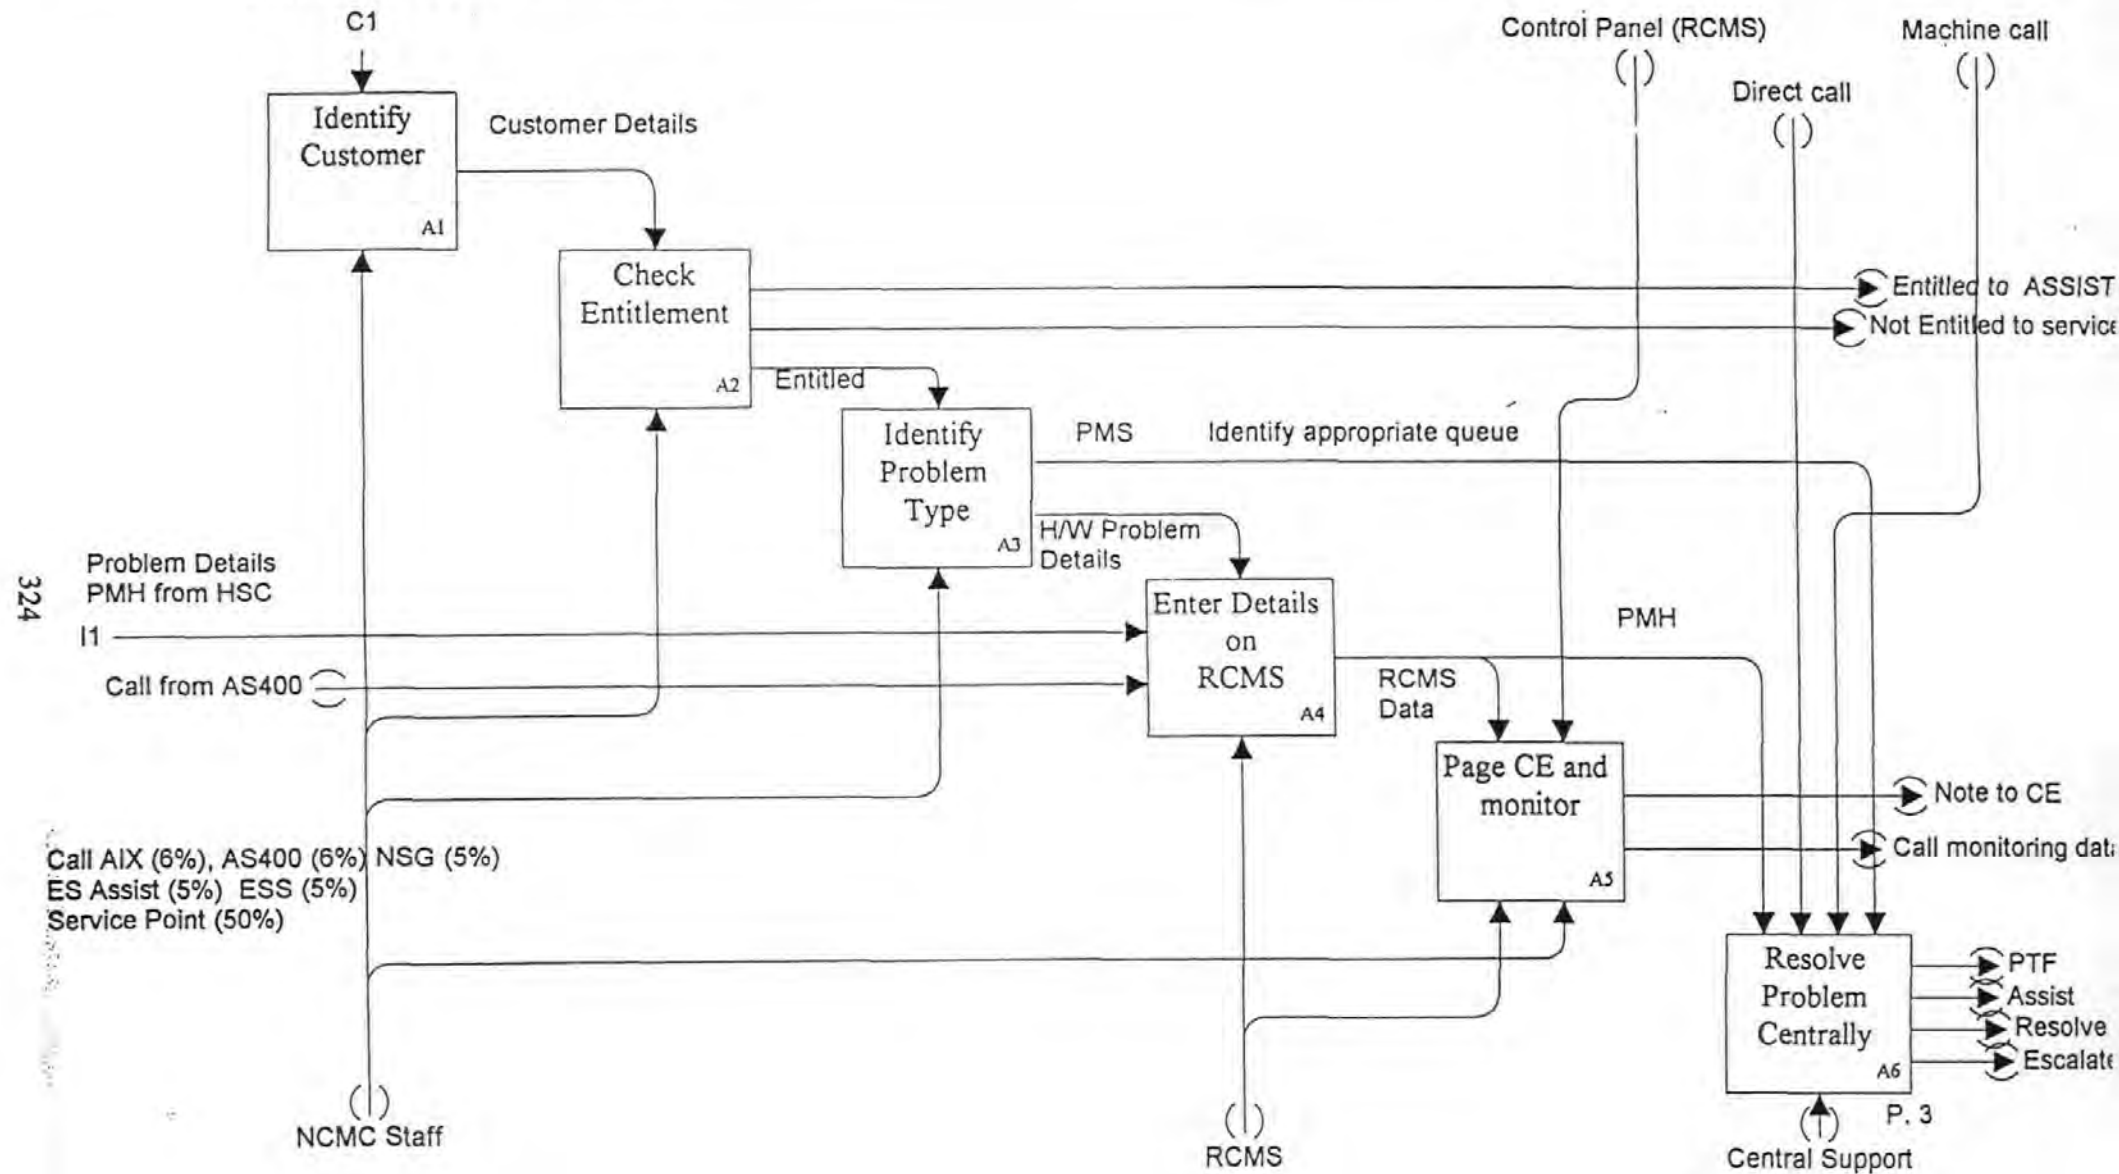 C1
Control Panel (RCMS)
Machine call
Direct call
Identify
Customer
A1
Customer Details
Check
Entitlement
A2
Entitled to ASSIST
Not Entitled to service
Entitled
Identify
Problem
Type
A3
PMS
Identify appropriate queue
H/W Problem
Details
Problem Details
PMH from HSC
I1
Call from AS400
324
Enter Details
on
RCMS
A4
PMH
RCMS
Data
Page CE and
monitor
A5
Note to CE
Call monitoring data
Call AIX (6%), AS400 (6%) NSG (5%)
ES Assist (5%) ESS (5%)
Service Point (50%)
Resolve
Problem
Centrally
A6
PTF
Assist
Resolve
Escalate
P. 3
NCMC Staff
RCMS
Central Support